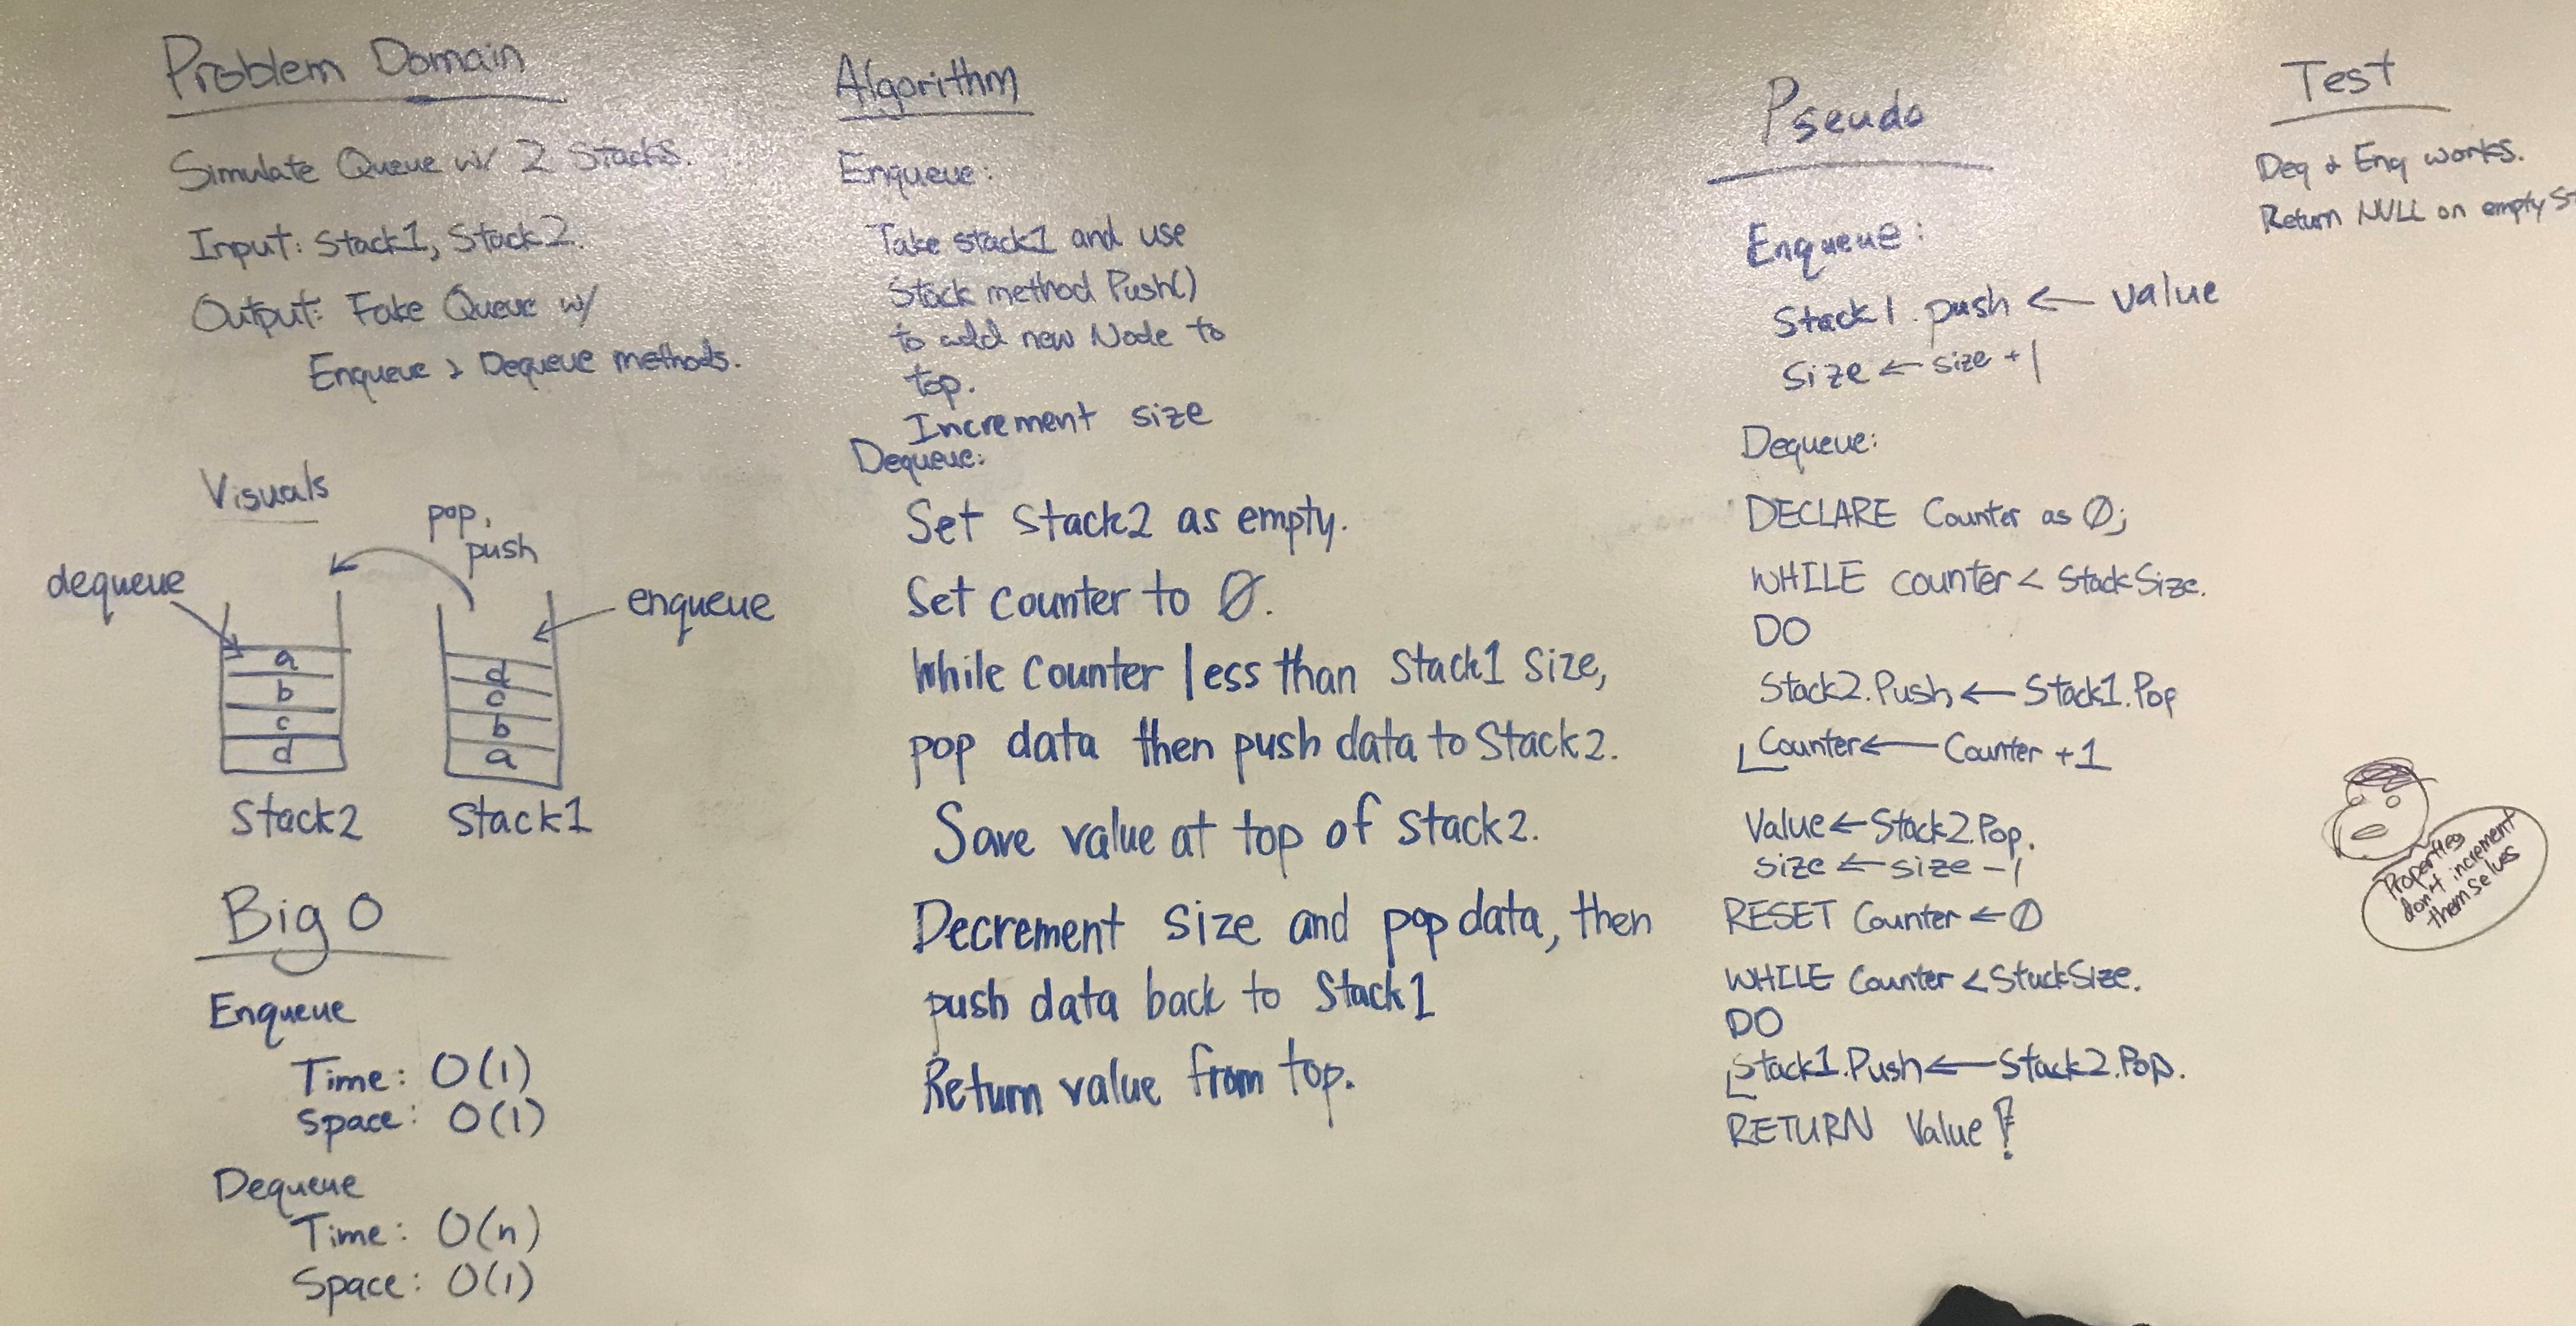 Problem Domain
Simulate Queue w/ 2 Stacks.
Input: Stack1, Stack2.
Output: Fake Queue w/
Enqueue & Dequeue methods.
Visuals
pop,
push
dequeue
enqueue
a
b
c
d
d
c
b
a
Stack2
Stack1
Big O
Enqueue
Time: O(1)
Space: O(1)
Dequeue
Time: O(n)
Space: O(1)
Algorithm
Enqueue:
Take stack1 and use
Stack method Push()
to add new Node to
top.
Increment size
Dequeue:
Set Stack2 as empty.
Set counter to Ø.
While counter less than Stack1 size,
pop data then push data to Stack2.
Save value at top of stack2.
Decrement size and pop data, then
push data back to Stack1
Return value from top.
Pseudo
Enqueue:
Stack1.push ← value
Size ← size +1
Dequeue:
DECLARE Counter as Ø;
WHILE counter < StackSize.
DO
Stack2.Push ← Stack1.Pop
Counter ← Counter +1
Value ← Stack2.Pop.
size ← size -1
RESET Counter ← Ø
WHILE Counter < StackSize.
DO
Stack1.Push ← Stack2.Pop.
RETURN Value!
Test
Deq & Enq works.
Return NULL on empty St
Properties
don't increment
themselves